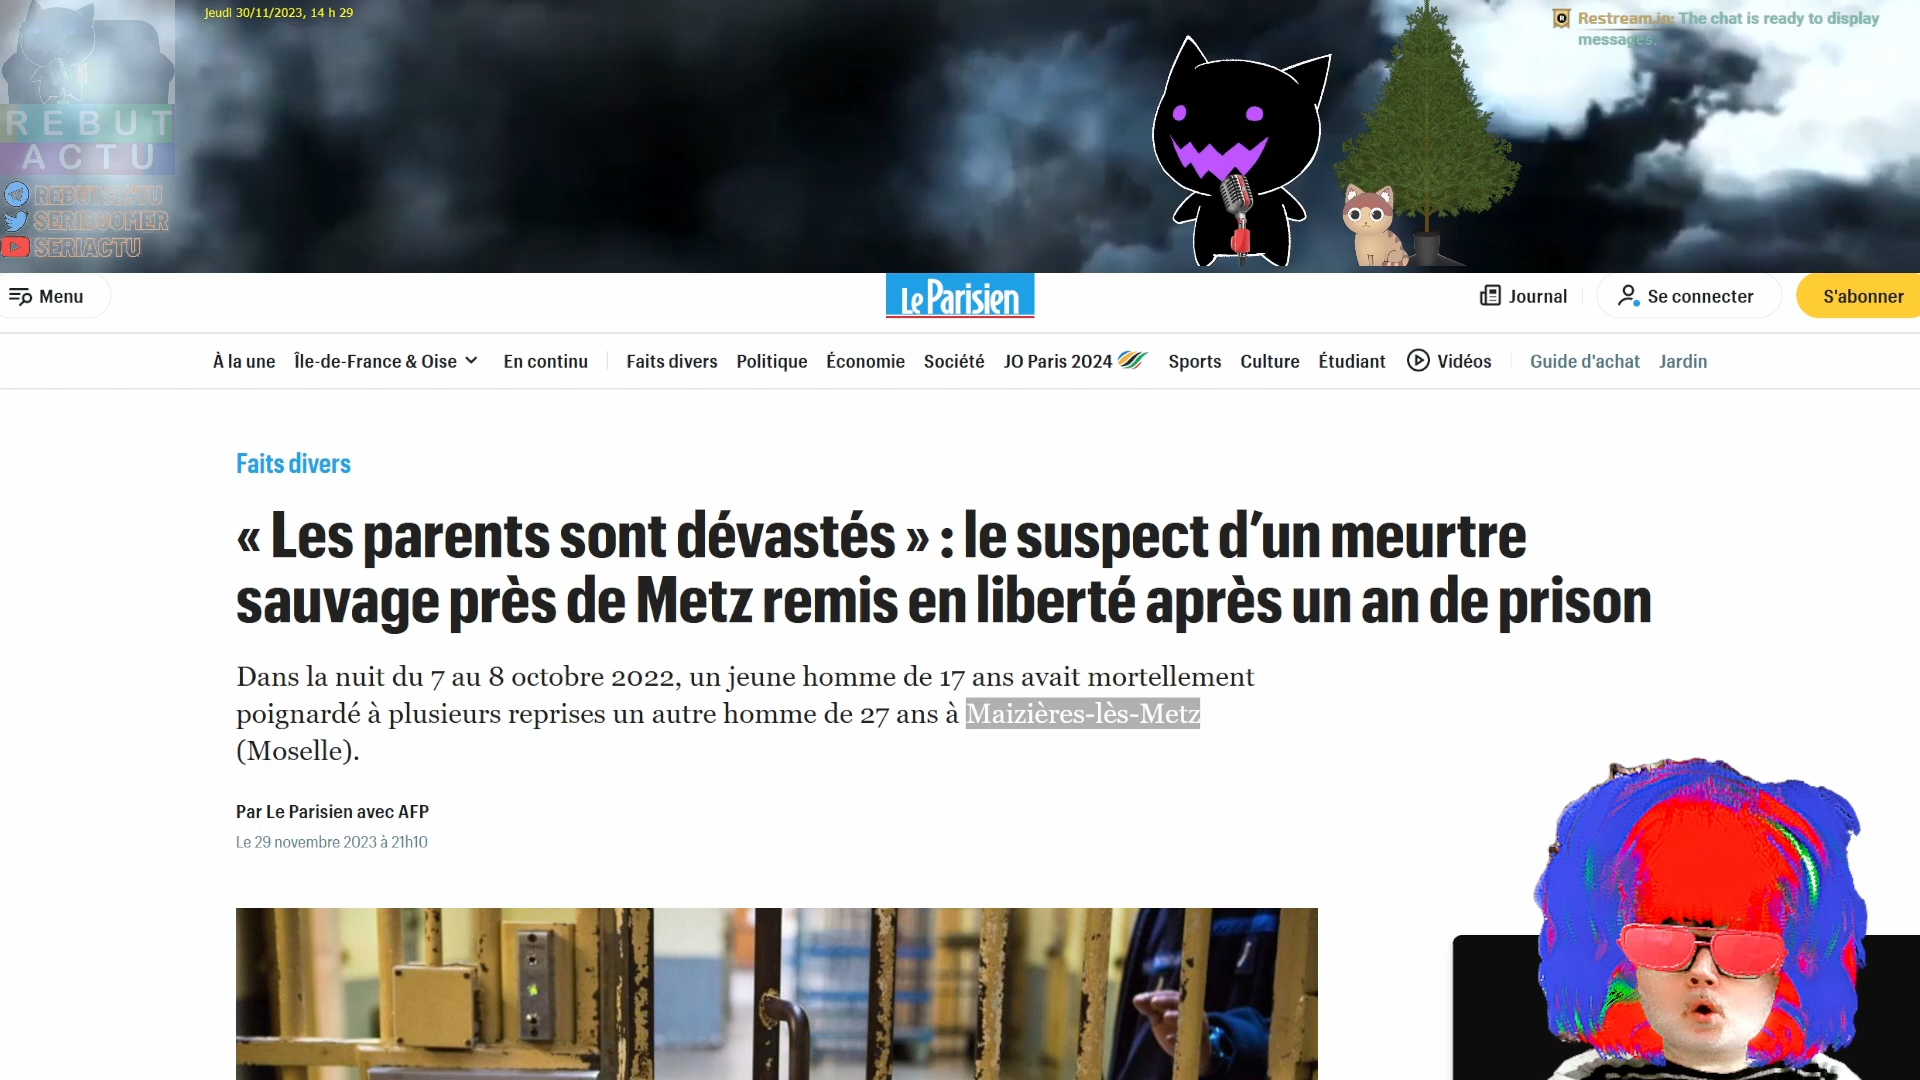 jeudi 30/11/2023, 14 h 29
Restream.io: The chat is ready to display
messages.
REBUT
ACTU
REBUTACTU
SERIEBOMER
SERIACTU
Menu
Le Parisien
Journal
Se connecter
S'abonner
À la une
Île-de-France & Oise
En continu
Faits divers
Politique
Économie
Société
JO Paris 2024
Sports
Culture
Étudiant
Vidéos
Guide d'achat
Jardin
Faits divers
« Les parents sont dévastés » : le suspect d’un meurtre
sauvage près de Metz remis en liberté après un an de prison
Dans la nuit du 7 au 8 octobre 2022, un jeune homme de 17 ans avait mortellement
poignardé à plusieurs reprises un autre homme de 27 ans à Maizières-lès-Metz
(Moselle).
Par Le Parisien avec AFP
Le 29 novembre 2023 à 21h10